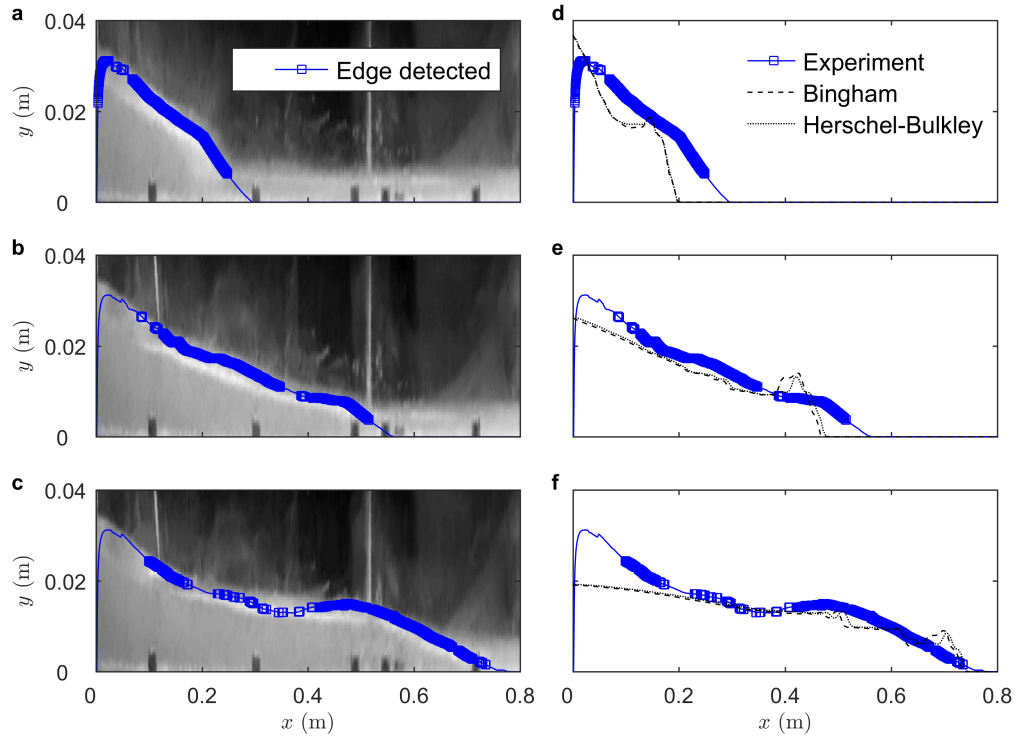 a
0.04
y (m)
0.02
0
Edge detected
d
Experiment
Bingham
Herschel-Bulkley
b
0.04
y (m)
0.02
0
e
c
0.04
y (m)
0.02
0
0 0.2 0.4 0.6 0.8
x (m)
f
0 0.2 0.4 0.6 0.8
x (m)